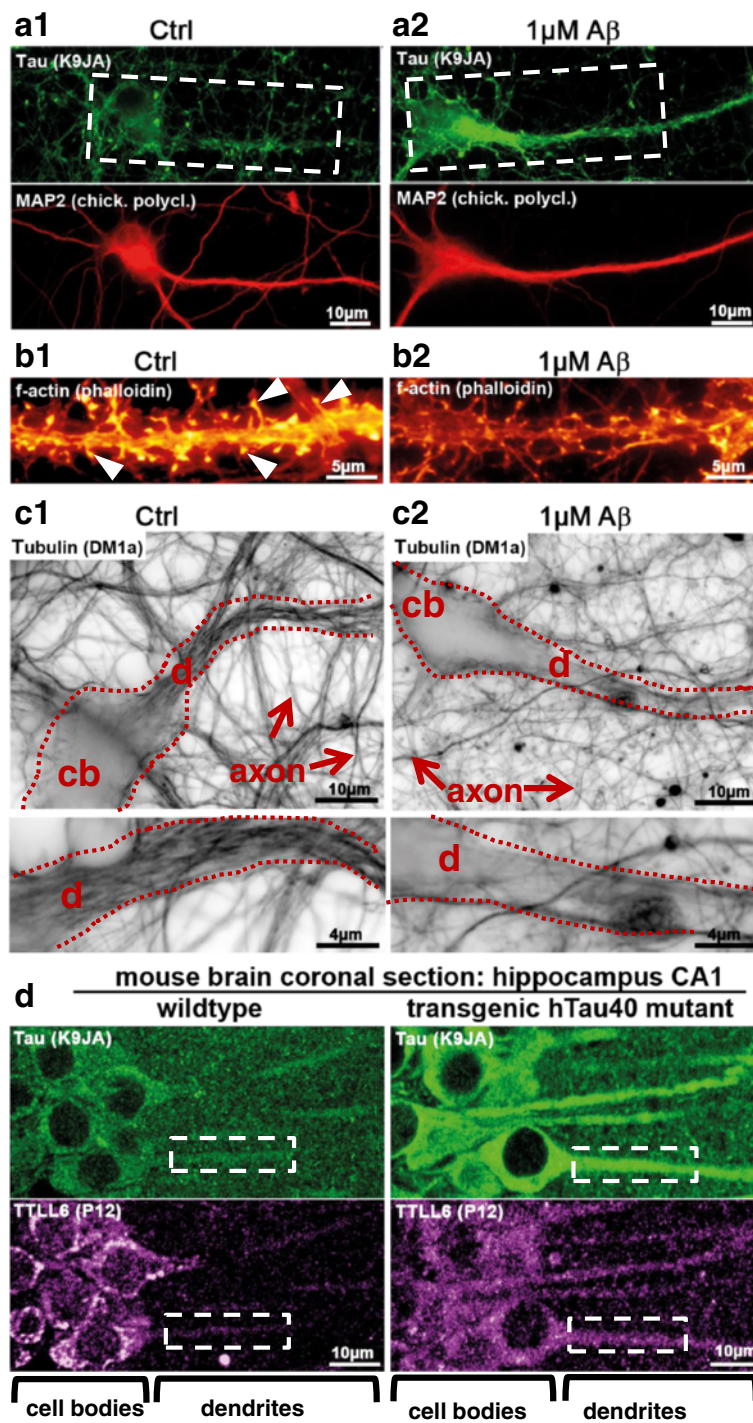 a1 Ctrl a2 1µM Aβ
Tau (K9JA) Tau (K9JA)
MAP2 (chick. polycl.) MAP2 (chick. polycl.)
10µm 10µm
b1 Ctrl b2 1µM Aβ
f-actin (phalloidin) f-actin (phalloidin)
5µm 5µm
c1 Ctrl c2 1µM Aβ
Tubulin (DM1a) Tubulin (DM1a)
cb
d d
cb axon
10µm axon 10µm
d d
4µm 4µm
d mouse brain coronal section: hippocampus CA1
wildtype transgenic hTau40 mutant
Tau (K9JA) Tau (K9JA)
TTLL6 (P12) TTLL6 (P12)
10µm 10µm
cell bodies dendrites cell bodies dendrites